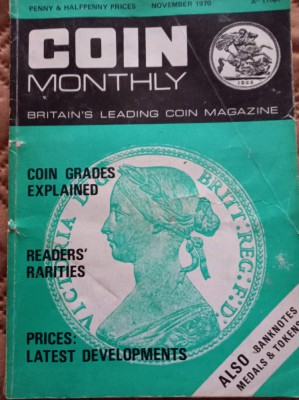 PENNY & HALFPENNY PRICES NOVEMBER 1970
COIN
MONTHLY
BRITAIN'S LEADING COIN MAGAZINE
COIN GRADES
EXPLAINED
READERS'
RARITIES
PRICES:
LATEST DEVELOPMENTS
VICTORIA D:G:
BRITT:REG:F:D:
ALSO BANKNOTES
MEDALS & TOKENS